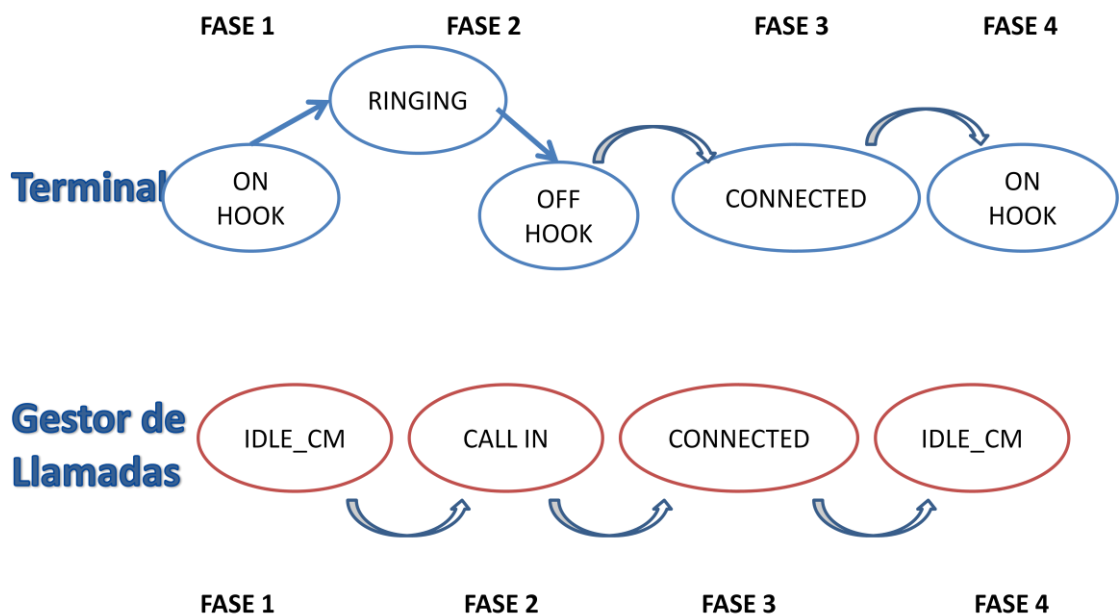 FASE 1 FASE 2 FASE 3 FASE 4
RINGING
Terminal
ON
HOOK
OFF
HOOK
CONNECTED
ON
HOOK
Gestor de
Llamadas
IDLE_CM
CALL IN
CONNECTED
IDLE_CM
FASE 1 FASE 2 FASE 3 FASE 4